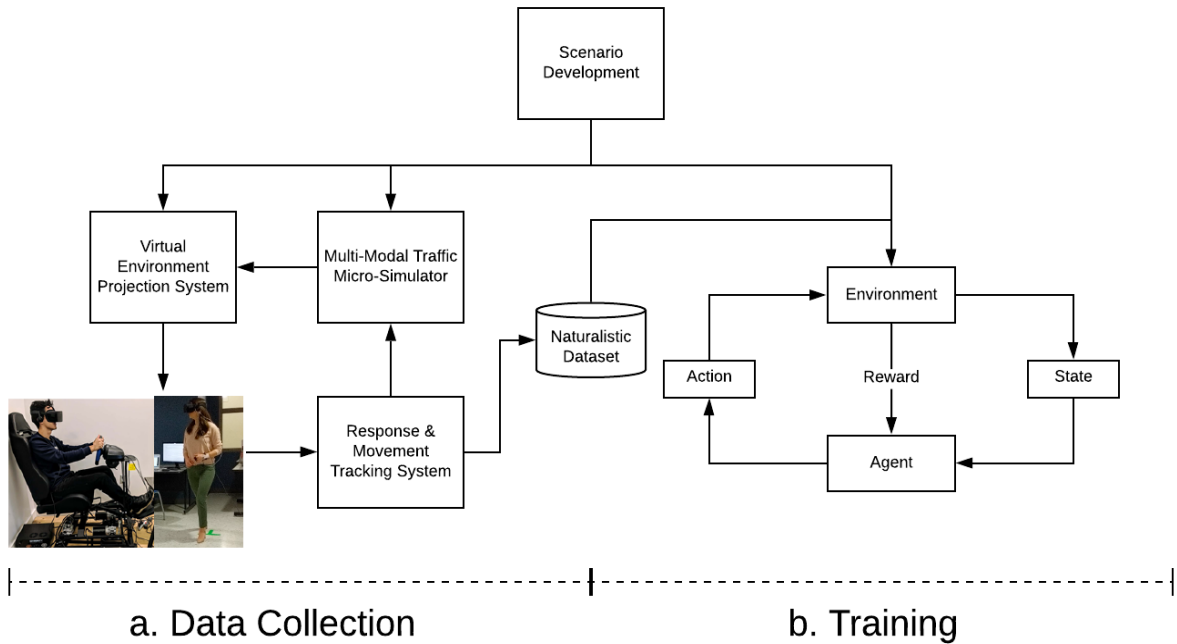 Scenario
Development
Virtual
Environment
Projection System
Multi-Modal Traffic
Micro-Simulator
Naturalistic
Dataset
Response &
Movement
Tracking System
Environment
Action
Reward
State
Agent
a. Data Collection
b. Training